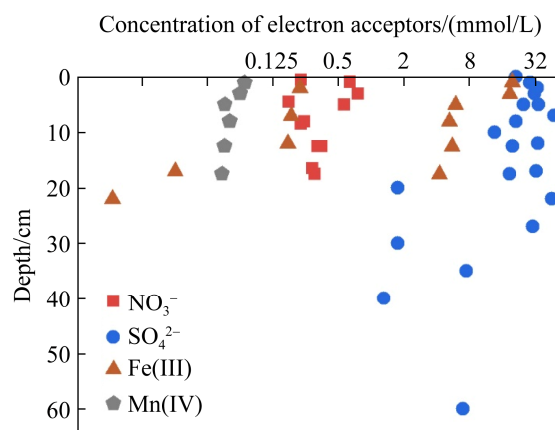 Concentration of electron acceptors/(mmol/L)
0.125 0.5 2 8 32
0
10
20
30
40
50
60
Depth/cm
NO₃⁻
SO₄²⁻
Fe(III)
Mn(IV)